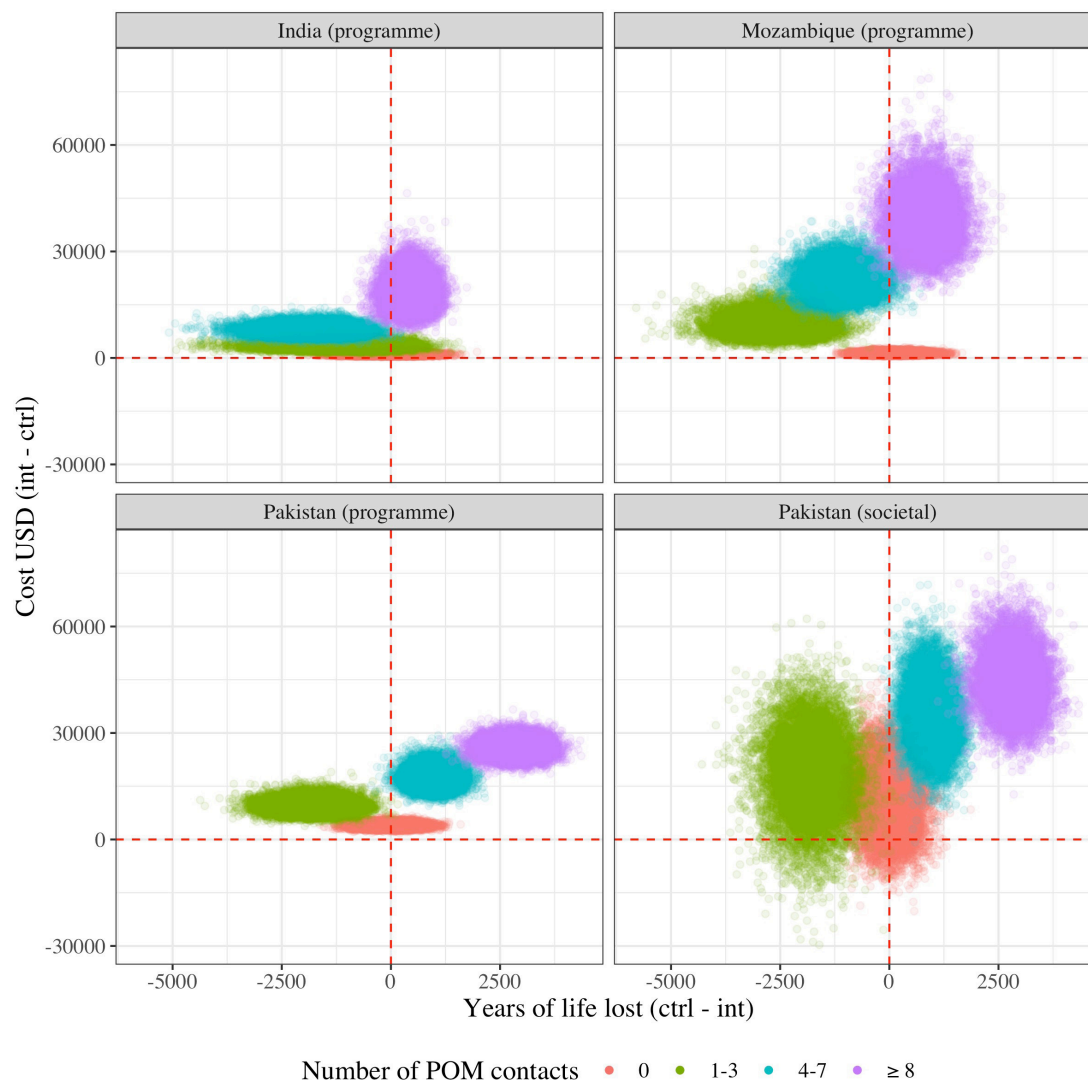 India (programme)
Mozambique (programme)
60000
30000
0
-30000
Pakistan (programme)
Pakistan (societal)
60000
30000
0
-30000
Cost USD (int - ctrl)
-5000
-2500
0
2500
-5000
-2500
0
2500
Years of life lost (ctrl - int)
Number of POM contacts
0
1-3
4-7
≥ 8